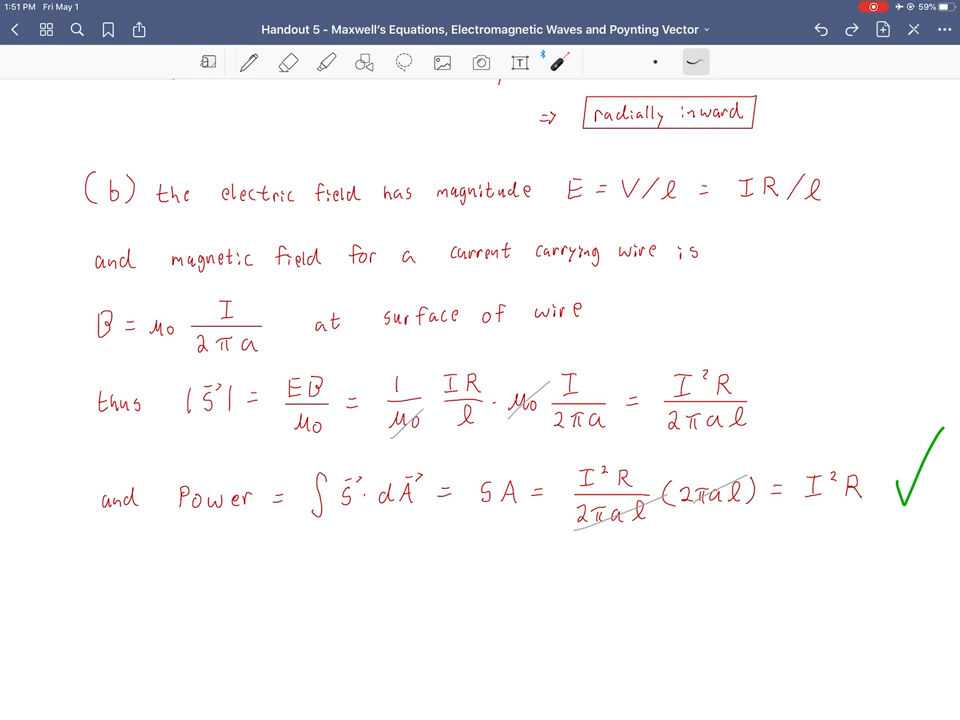 1:51 PM Fri May 1
59%
Handout 5 - Maxwell's Equations, Electromagnetic Waves and Poynting Vector
⇒ radially inward
(b) the electric field has magnitude E = V/l = IR/l
and magnetic field for a current carrying wire is
B = μ₀ I/(2πa) at surface of wire
thus |S⃗| = EB/μ₀ = 1/μ₀ IR/l · μ₀ I/(2πa) = I²R/(2πal)
and Power = ∫ S⃗ · dA⃗ = SA = I²R/(2πal) (2πal) = I²R ✓